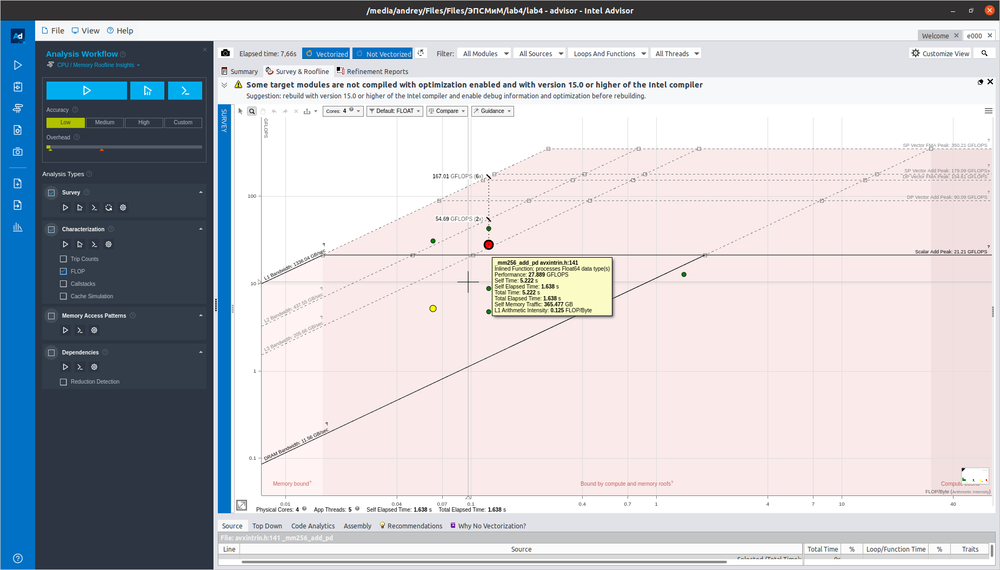 /media/andrey/Files/Files/ЭПСМиМ/lab4/lab4 - advisor - Intel Advisor
Ad
File View Help
Welcome e000
Analysis Workflow
CPU / Memory Roofline Insights
Accuracy
Low Medium High Custom
Overhead
Analysis Types
Survey
Characterization
Trip Counts
FLOP
Callstacks
Cache Simulation
Memory Access Patterns
Dependencies
Reduction Detection
Elapsed time: 7,66s Vectorized Not Vectorized Filter: All Modules All Sources Loops And Functions All Threads Customize View
Summary Survey & Roofline Refinement Reports
Some target modules are not compiled with optimization enabled and with version 15.0 or higher of the Intel compiler
Suggestion: rebuild with version 15.0 or higher of the Intel compiler and enable debug information and optimization before rebuilding.
SURVEY
Cores: 4 ? Default: FLOAT Compare Guidance
GFLOPS
SP Vector FMA Peak: 350.21 GFLOPS ?
SP Vector Add Peak: 179.09 GFLOPS ?
DP Vector FMA Peak: 154.61 GFLOPS ?
DP Vector Add Peak: 90.09 GFLOPS ?
Scalar Add Peak: 21.21 GFLOPS ?
167.01 GFLOPS (6x)
54.69 GFLOPS (2x)
L1 Bandwidth: 1336.04 GB/sec ?
L2 Bandwidth: 437.55 GB/sec ?
L3 Bandwidth: 205.66 GB/sec ?
DRAM Bandwidth: 11.56 GB/sec ?
100
10
1
0.1
_mm256_add_pd avxintrin.h:141
Inlined Function; processes Float64 data type(s)
Performance: 27.889 GFLOPS
Self Time: 5.222 s
Self Elapsed Time: 1.638 s
Total Time: 5.222 s
Total Elapsed Time: 1.638 s
Self Memory Traffic: 365.477 GB
L1 Arithmetic Intensity: 0.125 FLOP/Byte
Memory bound? Bound by compute and memory roofs?
FLOP/Byte (Arithmetic Intensity)
0.01 0.04 0.07 0.1 0.4 0.7 1 4 7 10 40
Physical Cores: 4 ? App Threads: 5 ? Self Elapsed Time: 1.638 s Total Elapsed Time: 1.638 s
Source Top Down Code Analytics Assembly Recommendations Why No Vectorization?
File: avxintrin.h:141 _mm256_add_pd
Line Source Total Time % Loop/Function Time % Traits
Selected (Total Time): 0s